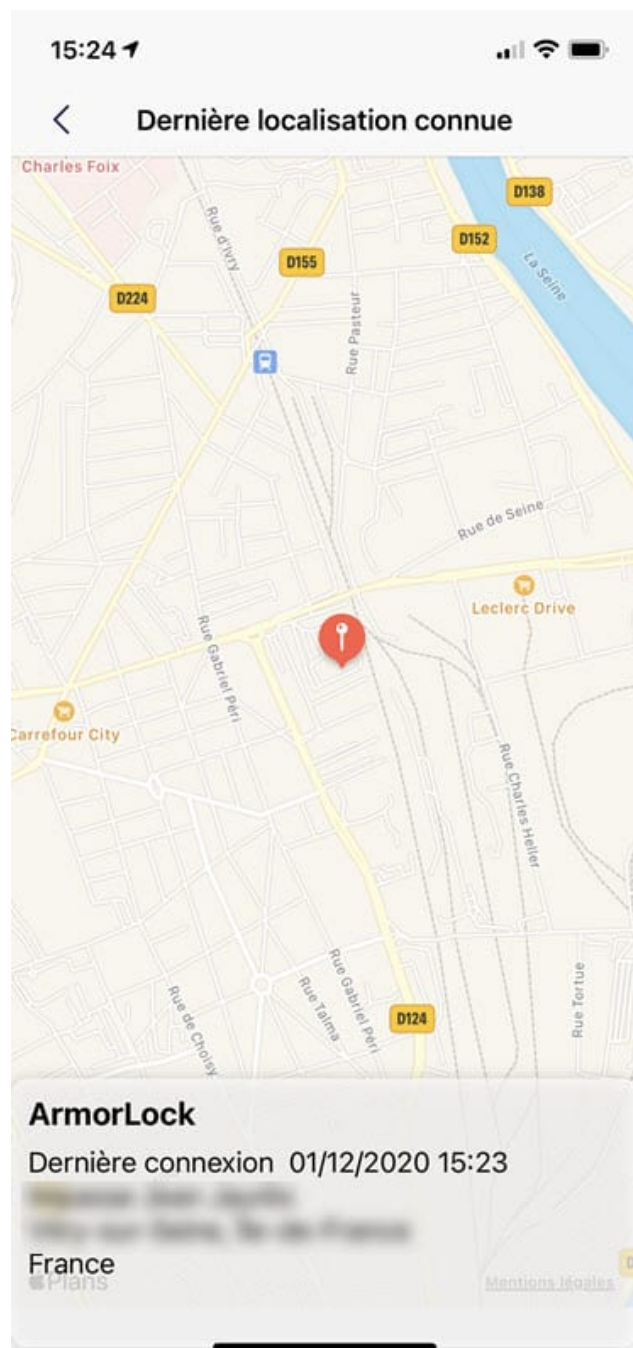 15:24
Dernière localisation connue
Charles Foix
D138
Rue d'Ivry
D152
D155
La Seine
D224
Rue Pasteur
Rue de Seine
Leclerc Drive
Rue Gabriel Péri
Carrefour City
Rue Charles Heller
Rue Gabriel Péri
Rue Talma
Rue de Choisy
Rue Tortue
D124
ArmorLock
Dernière connexion 01/12/2020 15:23
France
Plans
Mentions légales